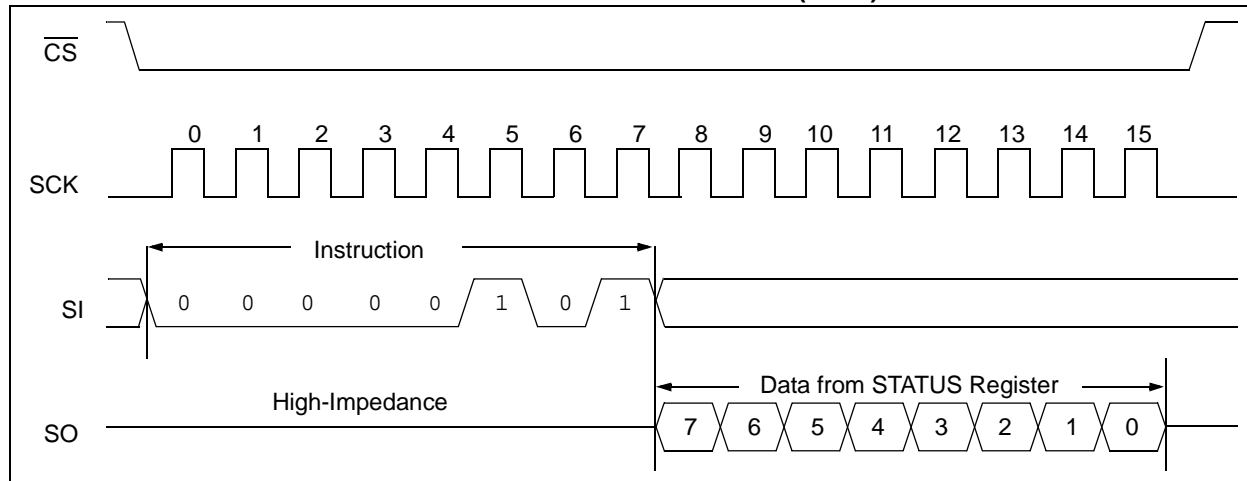 CS
0 1 2 3 4 5 6 7 8 9 10 11 12 13 14 15
SCK
Instruction
SI 0 0 0 0 0 1 0 1
Data from STATUS Register
High-Impedance
SO 7 6 5 4 3 2 1 0